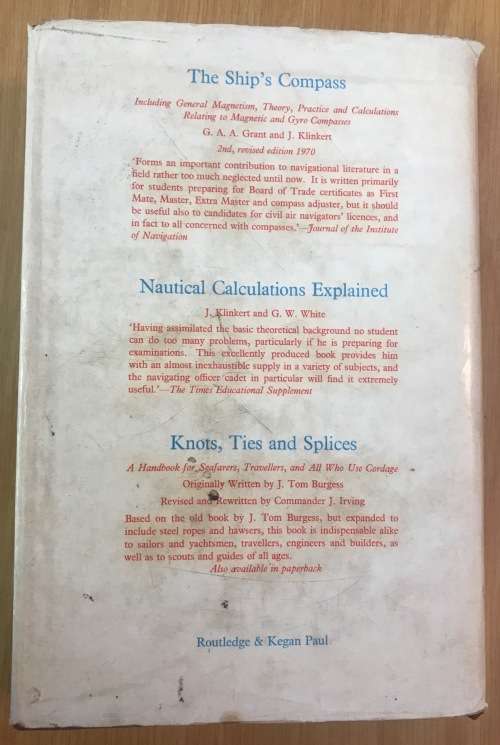 The Ship's Compass
Including General Magnetism, Theory, Practice and Calculations
Relating to Magnetic and Gyro Compasses
G. A. A. Grant and J. Klinkert
2nd, revised edition 1970
'Forms an important contribution to navigational literature in a
field rather too much neglected until now. It is written primarily
for students preparing for Board of Trade certificates as First
Mate, Master, Extra Master and compass adjuster, but it should
be useful also to candidates for civil air navigators' licences, and
in fact to all concerned with compasses.'—Journal of the Institute
of Navigation
Nautical Calculations Explained
J. Klinkert and G. W. White
'Having assimilated the basic theoretical background no student
can do too many problems, particularly if he is preparing for
examinations. This excellently produced book provides him
with an almost inexhaustible supply in a variety of subjects, and
the navigating officer cadet in particular will find it extremely
useful.'—The Times Educational Supplement
Knots, Ties and Splices
A Handbook for Seafarers, Travellers, and All Who Use Cordage
Originally Written by J. Tom Burgess
Revised and Rewritten by Commander J. Irving
Based on the old book by J. Tom Burgess, but expanded to
include steel ropes and hawsers, this book is indispensable alike
to sailors and yachtsmen, travellers, engineers and builders, as
well as to scouts and guides of all ages.
Also available in paperback
Routledge & Kegan Paul